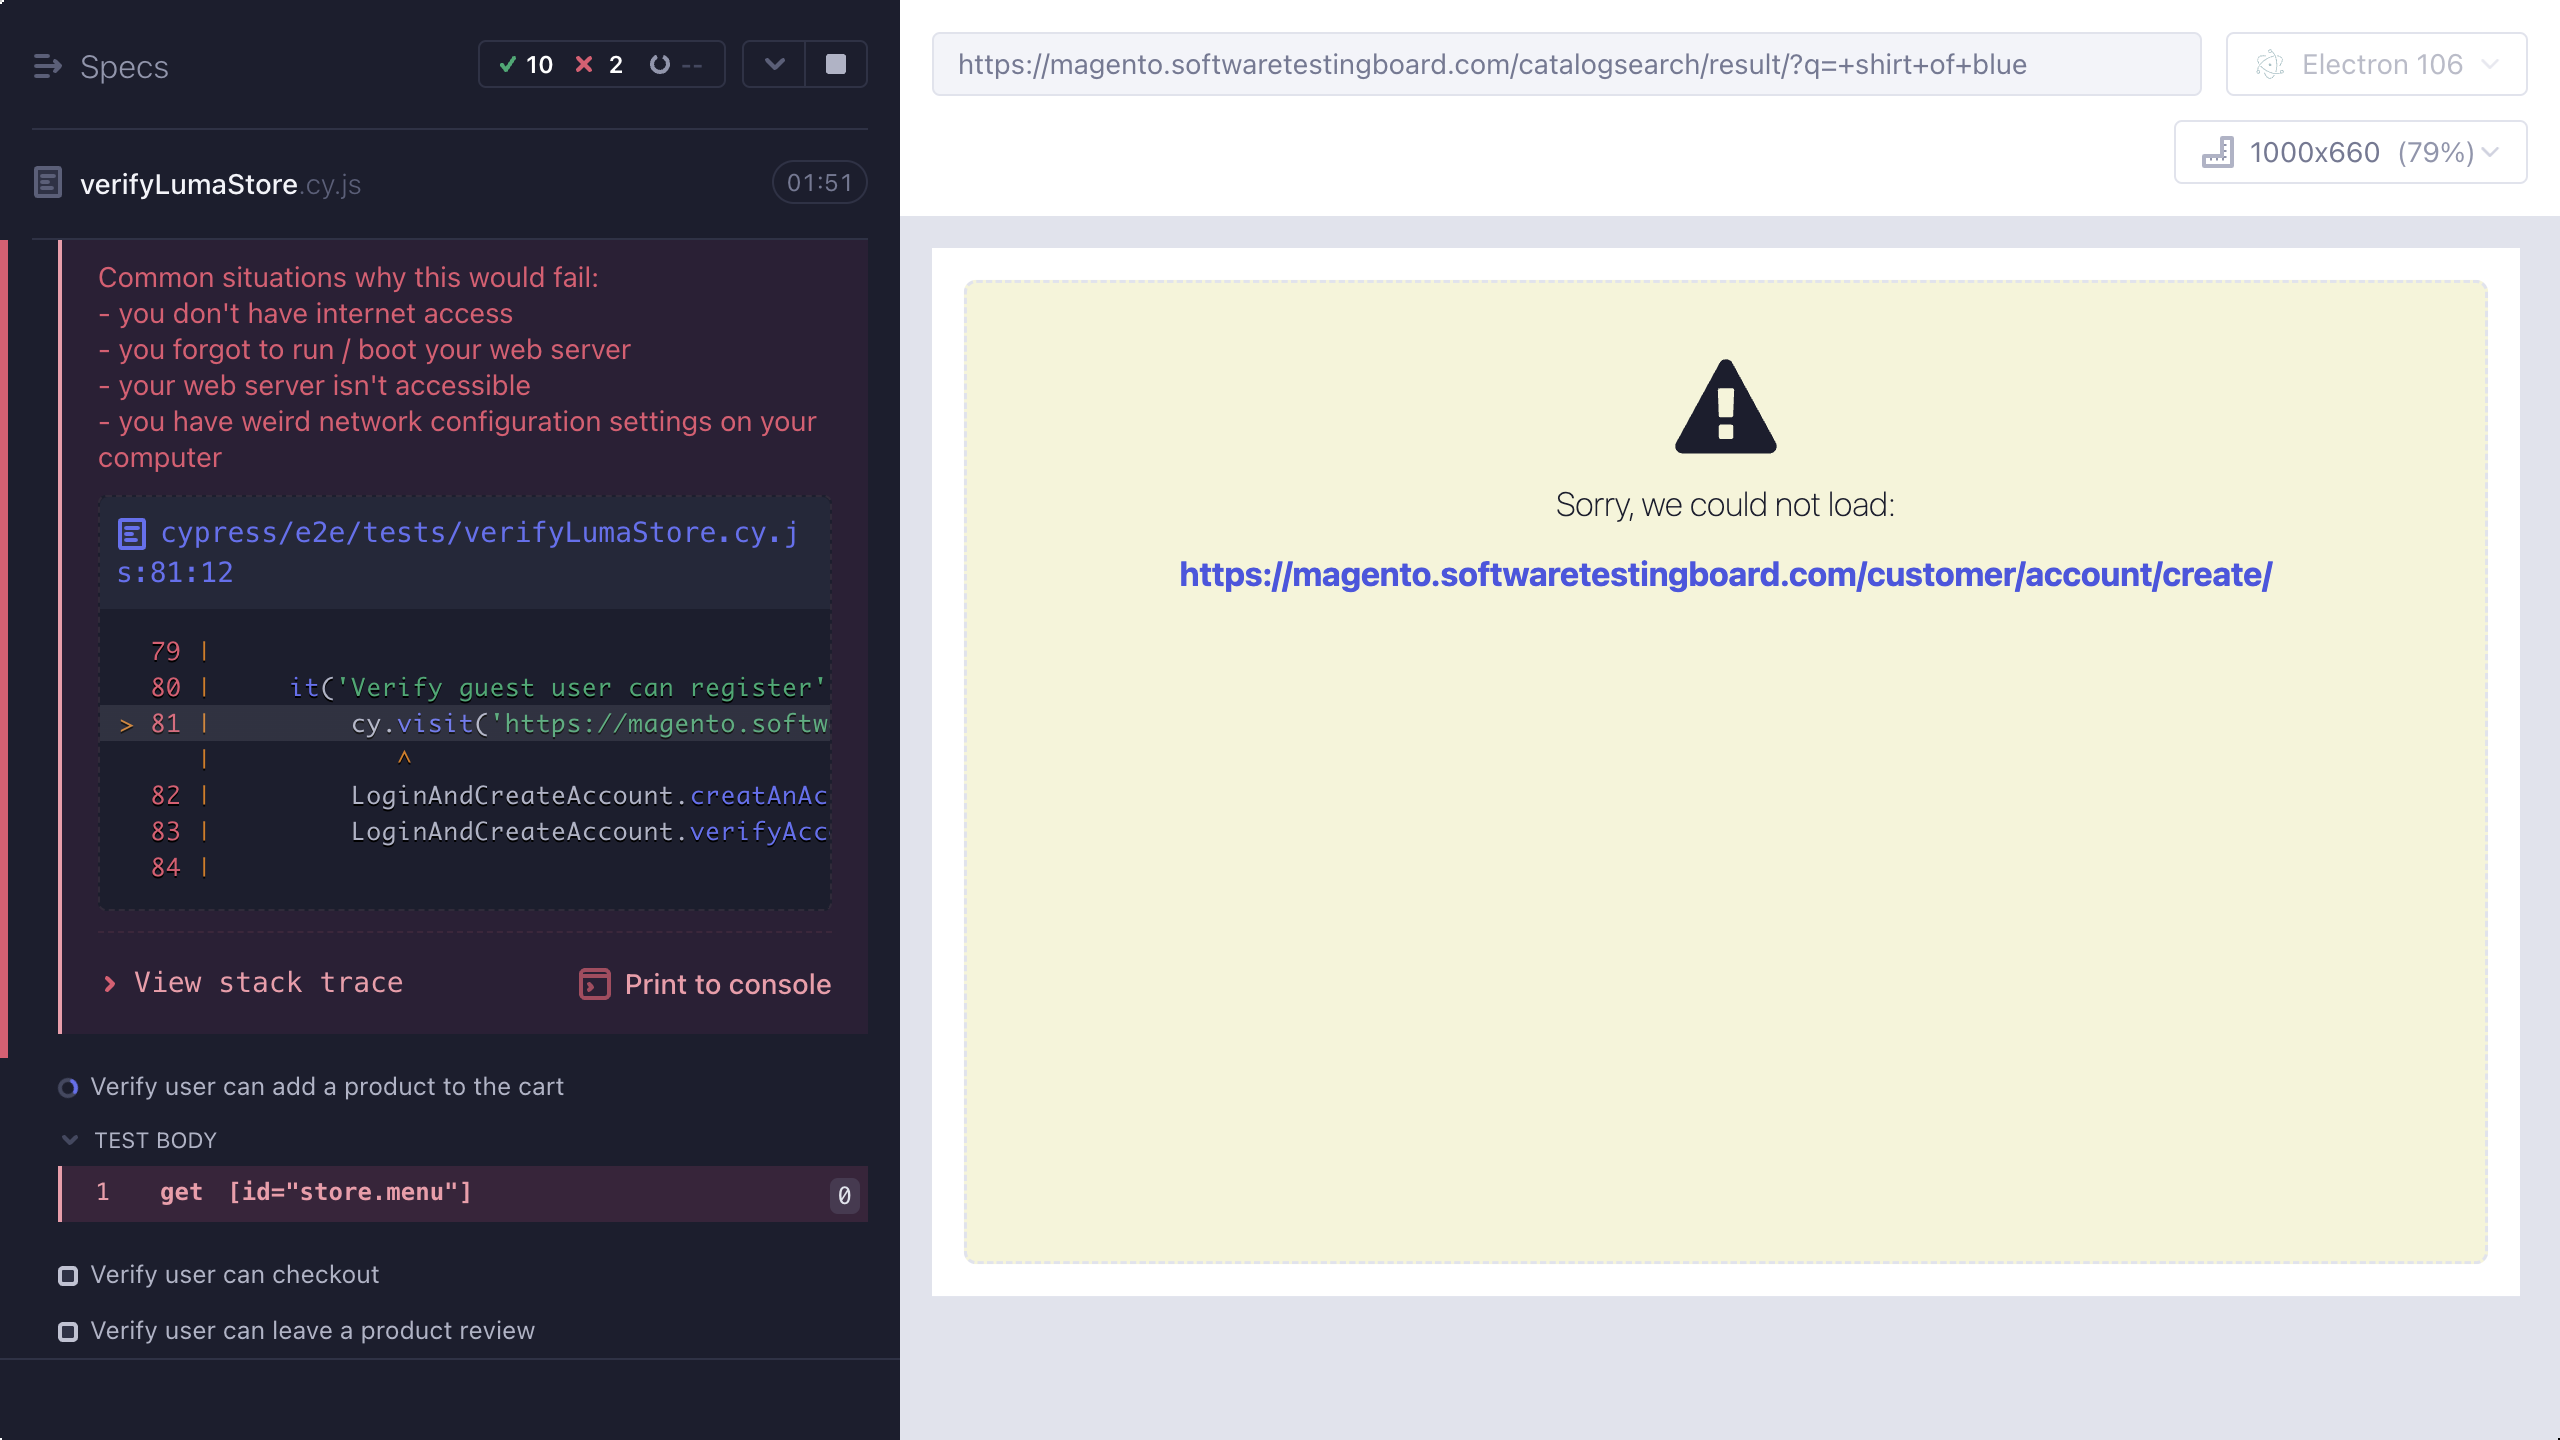 Specs
10 2 --
verifyLumaStore.cy.js
01:51
Common situations why this would fail:
- you don't have internet access
- you forgot to run / boot your web server
- your web server isn't accessible
- you have weird network configuration settings on your
computer
cypress/e2e/tests/verifyLumaStore.cy.j
s:81:12
79 |
80 | it('Verify guest user can register'
> 81 | cy.visit('https://magento.softw
| ^
82 | LoginAndCreateAccount.creatAnAc
83 | LoginAndCreateAccount.verifyAcc
84 |
View stack trace
Print to console
Verify user can add a product to the cart
TEST BODY
1 get [id="store.menu"] 0
Verify user can checkout
Verify user can leave a product review
https://magento.softwaretestingboard.com/catalogsearch/result/?q=+shirt+of+blue
Electron 106
1000x660 (79%)
Sorry, we could not load:
https://magento.softwaretestingboard.com/customer/account/create/